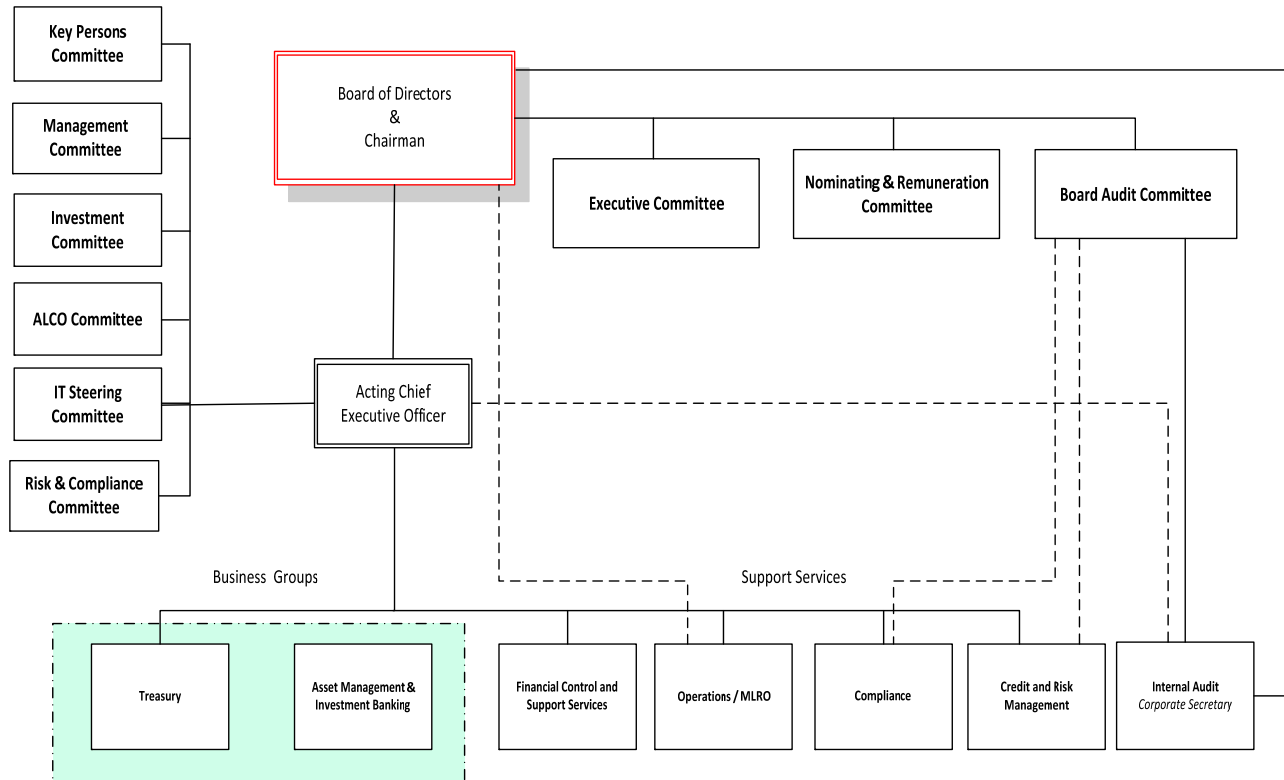 Key Persons
Committee
Management
Committee
Investment
Committee
ALCO Committee
IT Steering
Committee
Risk & Compliance
Committee
Board of Directors
&
Chairman
Executive Committee
Nominating & Remuneration
Committee
Board Audit Committee
Acting Chief
Executive Officer
Business Groups
Support Services
Treasury
Asset Management &
Investment Banking
Financial Control and
Support Services
Operations / MLRO
Compliance
Credit and Risk
Management
Internal Audit
Corporate Secretary